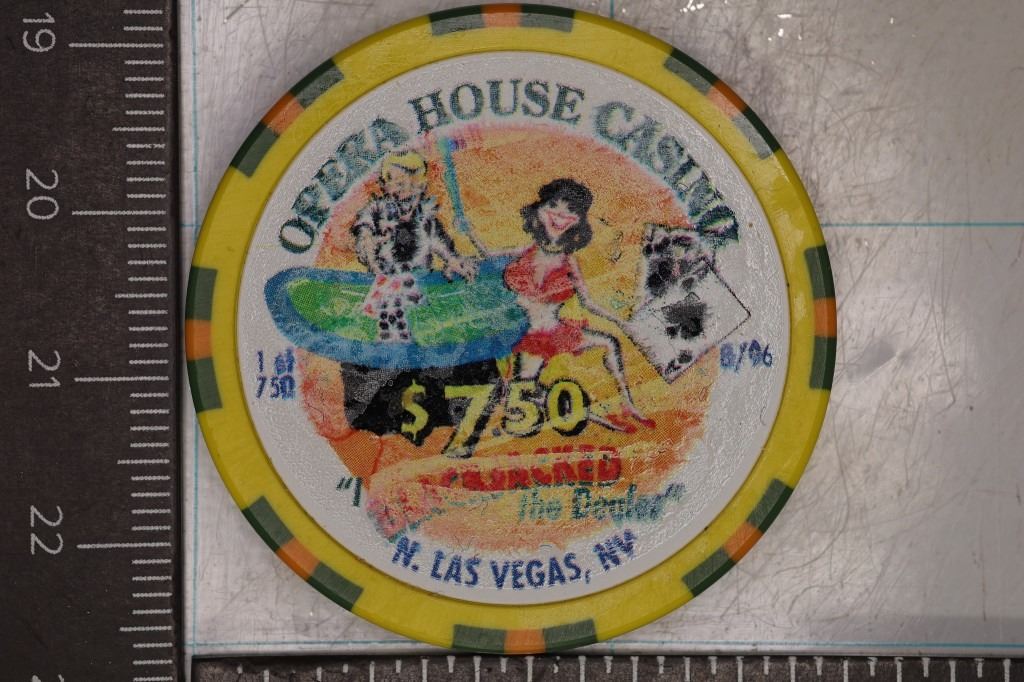 19
20
21
22
OPERA HOUSE CASINO
1 of
750
8/06
$7.50
"I
the Dealer"
N. LAS VEGAS, NV